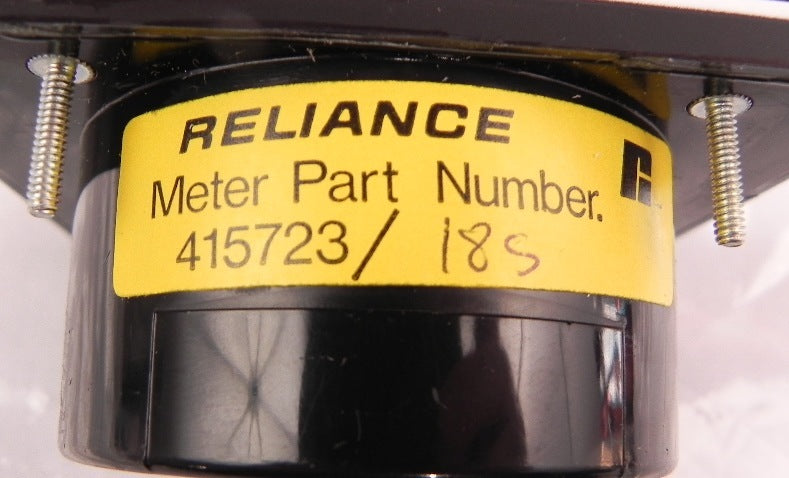 RELIANCE
Meter Part Number.
415723/ 18s